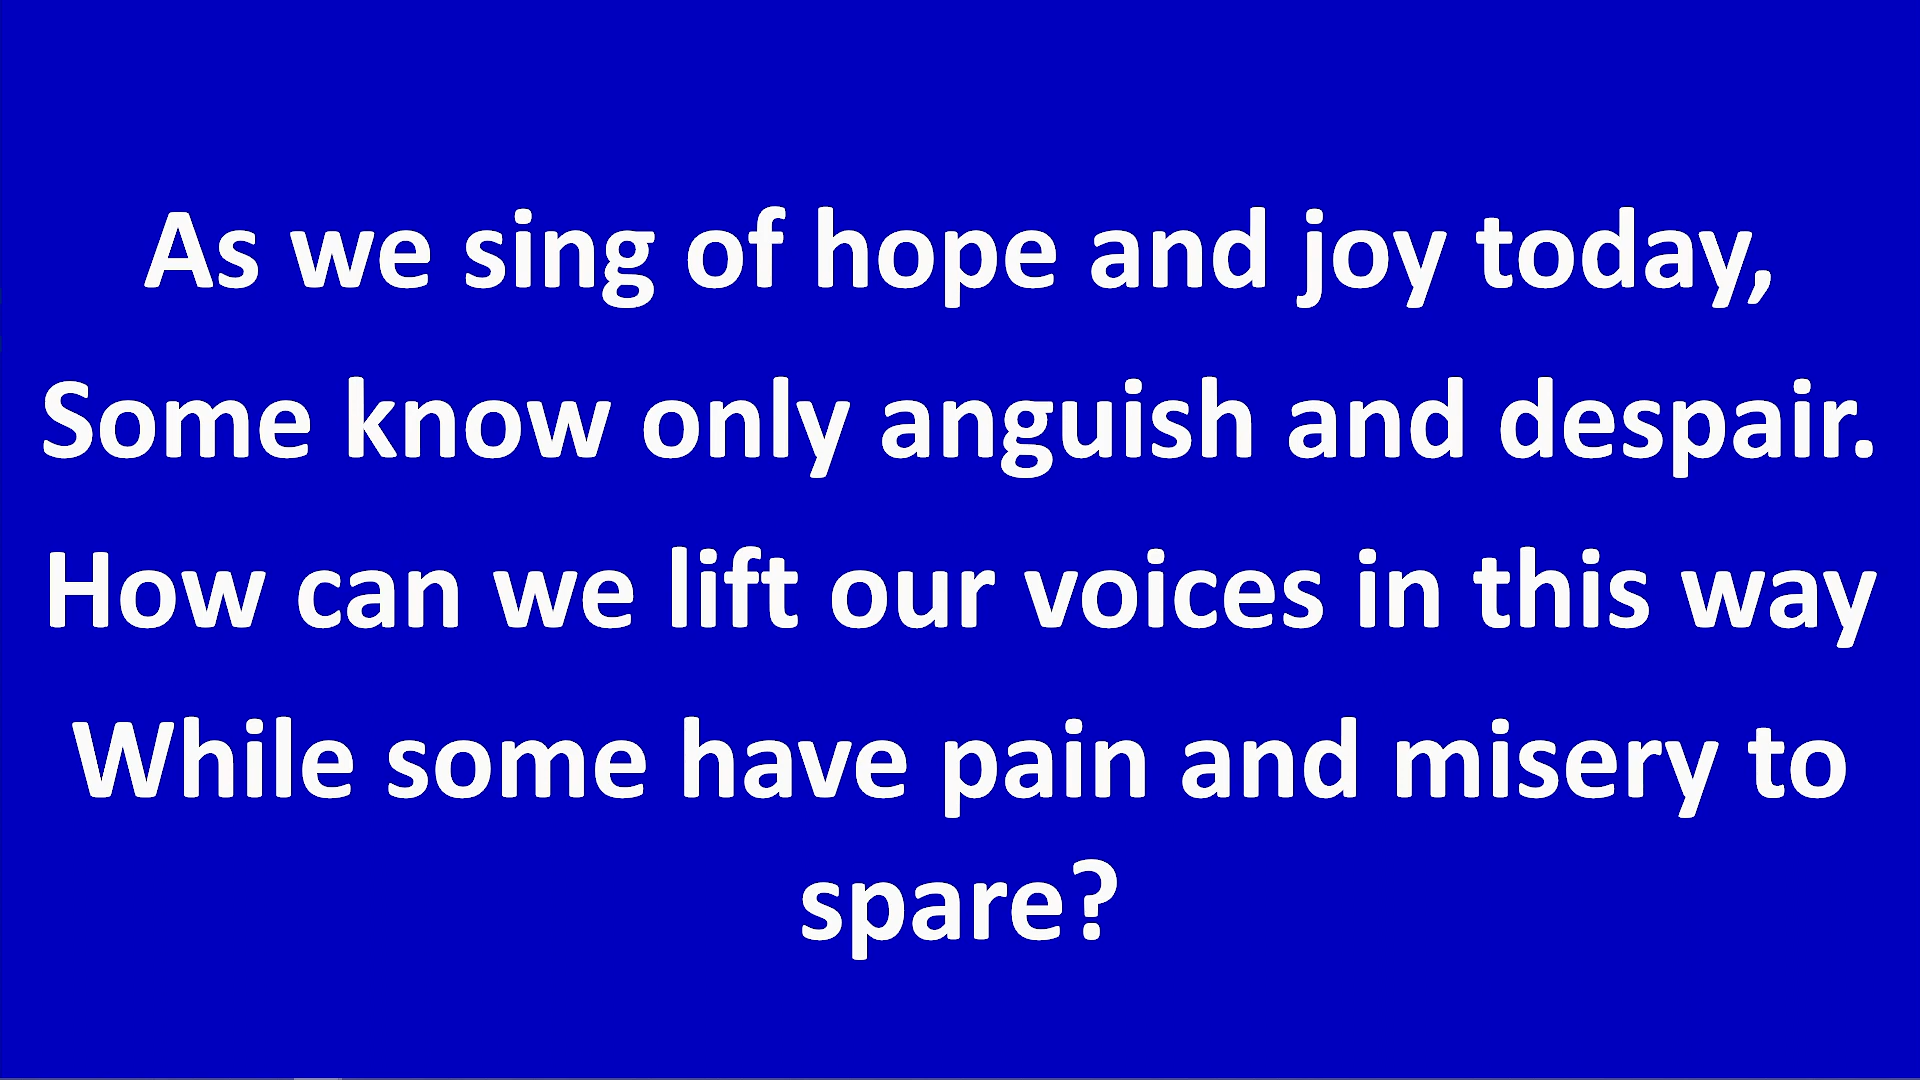 As we sing of hope and joy today,
Some know only anguish and despair.
How can we lift our voices in this way
While some have pain and misery to
spare?